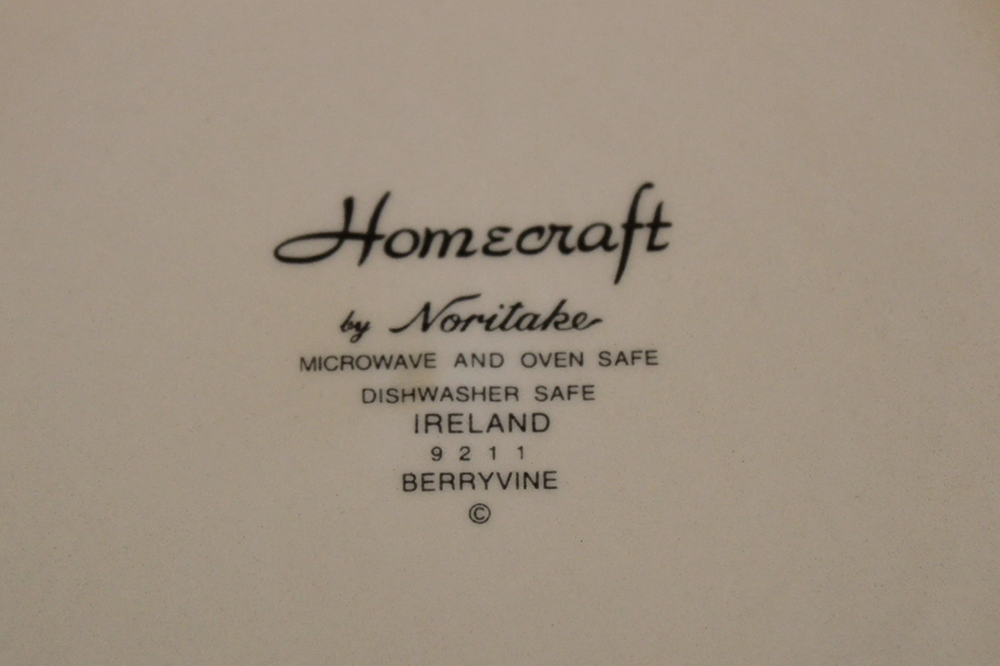 Homecraft
by Noritake
MICROWAVE AND OVEN SAFE
DISHWASHER SAFE
IRELAND
9211
BERRYVINE
©